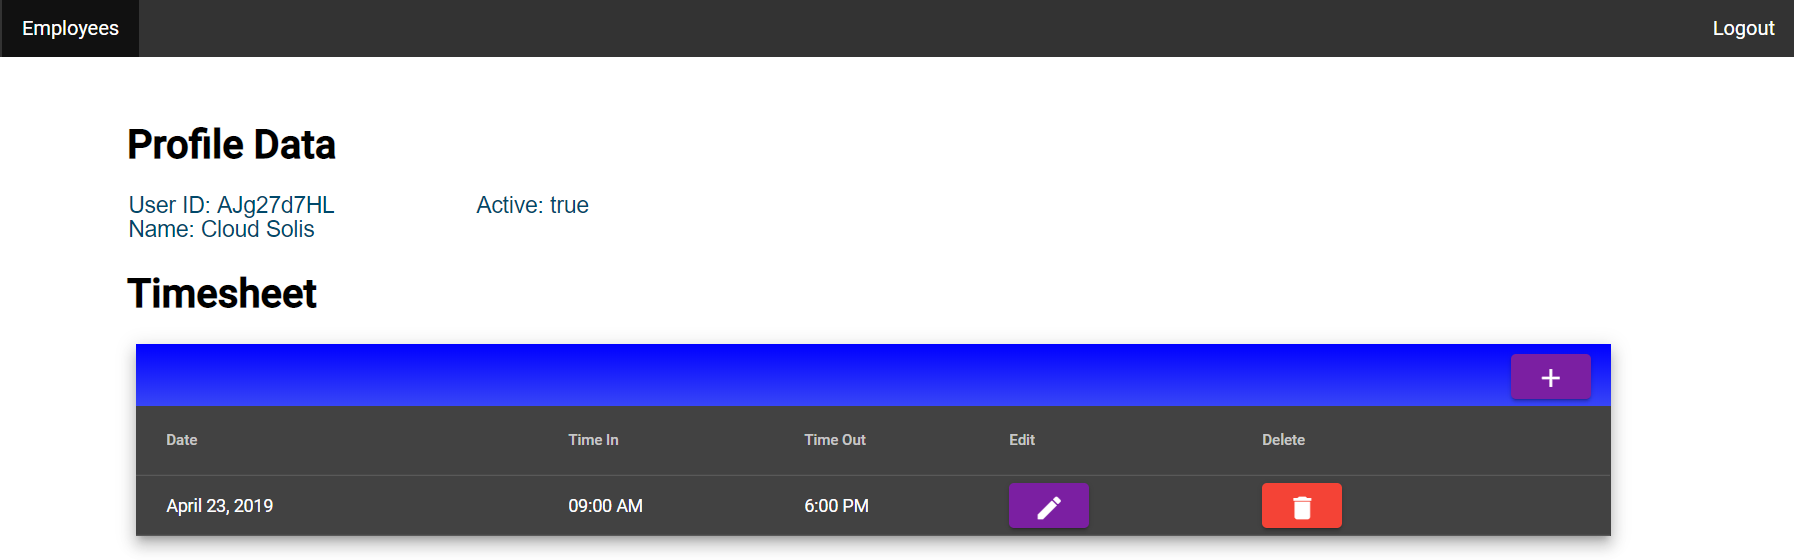 Employees Logout
Profile Data
User ID: AJg27d7HL Active: true
Name: Cloud Solis
Timesheet
Date Time In Time Out Edit Delete
April 23, 2019 09:00 AM 6:00 PM